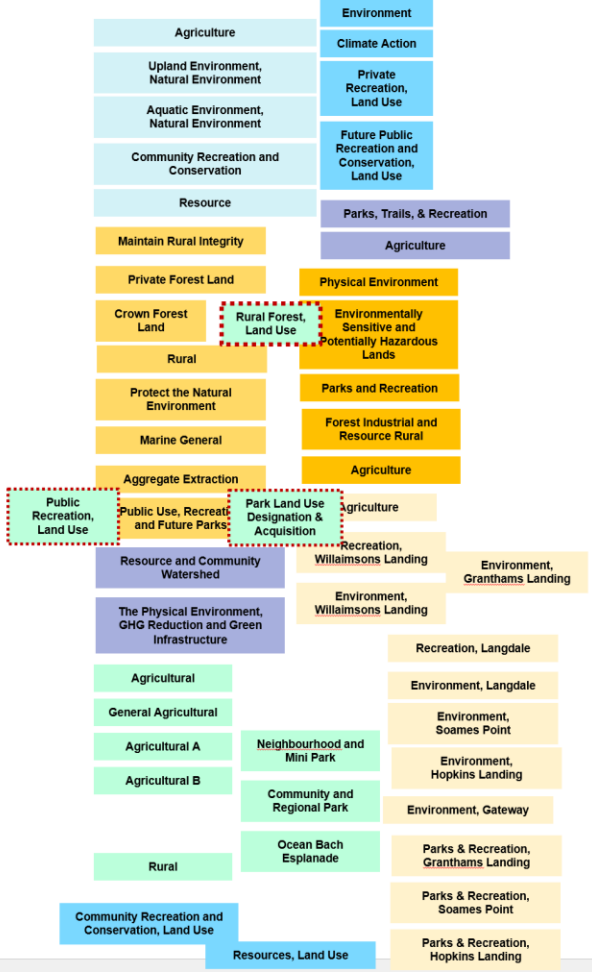 Environment
Agriculture
Climate Action
Upland Environment,
Natural Environment
Private
Recreation,
Land Use
Aquatic Environment,
Natural Environment
Future Public
Recreation and
Conservation,
Land Use
Community Recreation and
Conservation
Resource
Parks, Trails, & Recreation
Maintain Rural Integrity
Agriculture
Private Forest Land
Physical Environment
Crown Forest
Land
Rural Forest,
Land Use
Environmentally
Sensitive and
Potentially Hazardous
Lands
Rural
Protect the Natural
Environment
Parks and Recreation
Marine General
Forest Industrial and
Resource Rural
Aggregate Extraction
Agriculture
Public
Recreation,
Land Use
Public Use, Recreati
and Future Parks
Park Land Use
Designation &
Acquisition
Agriculture
Resource and Community
Watershed
Recreation,
Willaimsons Landing
Environment,
Granthams Landing
The Physical Environment,
GHG Reduction and Green
Infrastructure
Environment,
Willaimsons Landing
Recreation, Langdale
Agricultural
Environment, Langdale
General Agricultural
Environment,
Soames Point
Agricultural A
Neighbourhood and
Mini Park
Environment,
Hopkins Landing
Agricultural B
Community and
Regional Park
Environment, Gateway
Ocean Bach
Esplanade
Parks & Recreation,
Granthams Landing
Rural
Parks & Recreation,
Soames Point
Community Recreation and
Conservation, Land Use
Resources, Land Use
Parks & Recreation,
Hopkins Landing